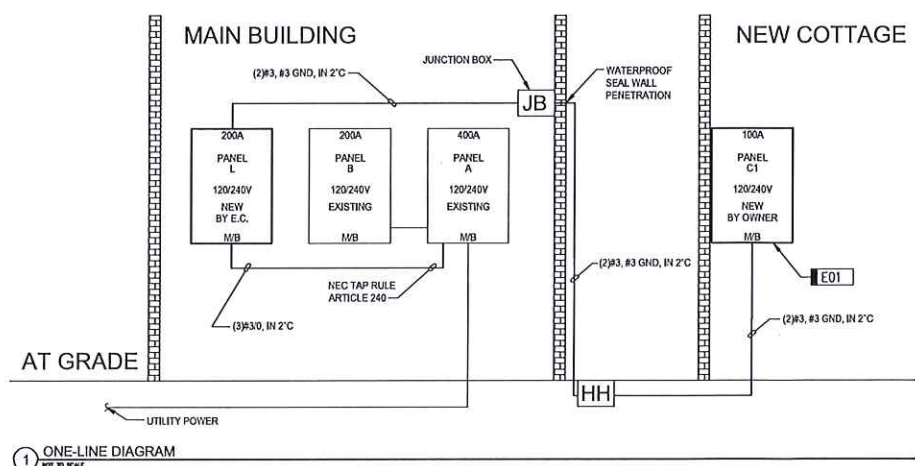 MAIN BUILDING
NEW COTTAGE
JUNCTION BOX
(2)#3, #3 GND, IN 2"C
JB
WATERPROOF
SEAL WALL
PENETRATION
200A
PANEL
L
120/240V
NEW
BY E.C.
M/B
200A
PANEL
B
120/240V
EXISTING
M/B
400A
PANEL
A
120/240V
EXISTING
M/B
100A
PANEL
C1
120/240V
NEW
BY OWNER
M/B
(2)#3, #3 GND, IN 2"C
E01
NEC TAP RULE
ARTICLE 240
(3)#3/0, IN 2"C
(2)#3, #3 GND, IN 2"C
AT GRADE
HH
UTILITY POWER
1 ONE-LINE DIAGRAM
NOT TO SCALE